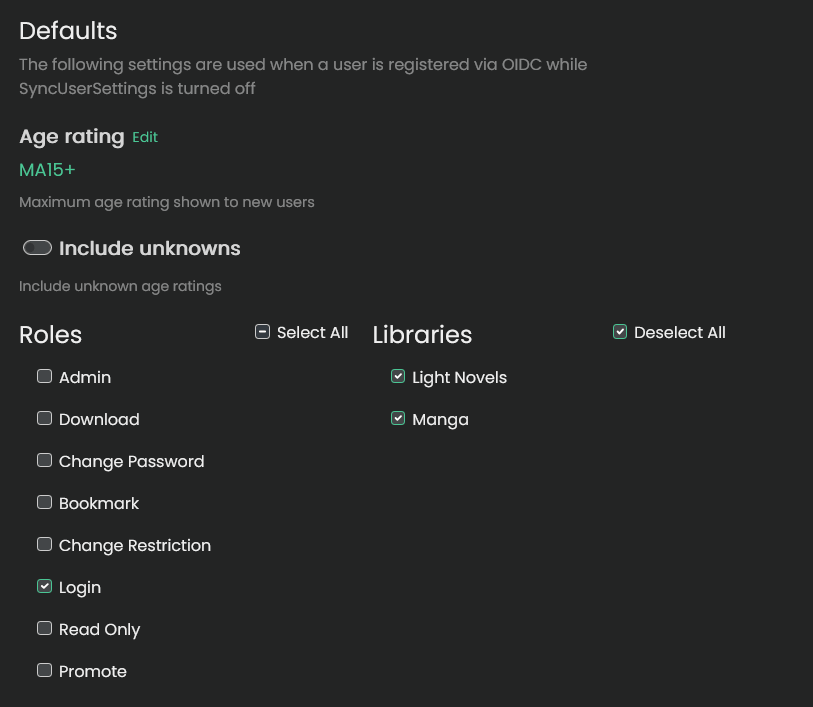 Defaults
The following settings are used when a user is registered via OIDC while
SyncUserSettings is turned off
Age rating Edit
MA15+
Maximum age rating shown to new users
Include unknowns
Include unknown age ratings
Roles Select All
Admin
Download
Change Password
Bookmark
Change Restriction
Login
Read Only
Promote
Libraries Deselect All
Light Novels
Manga